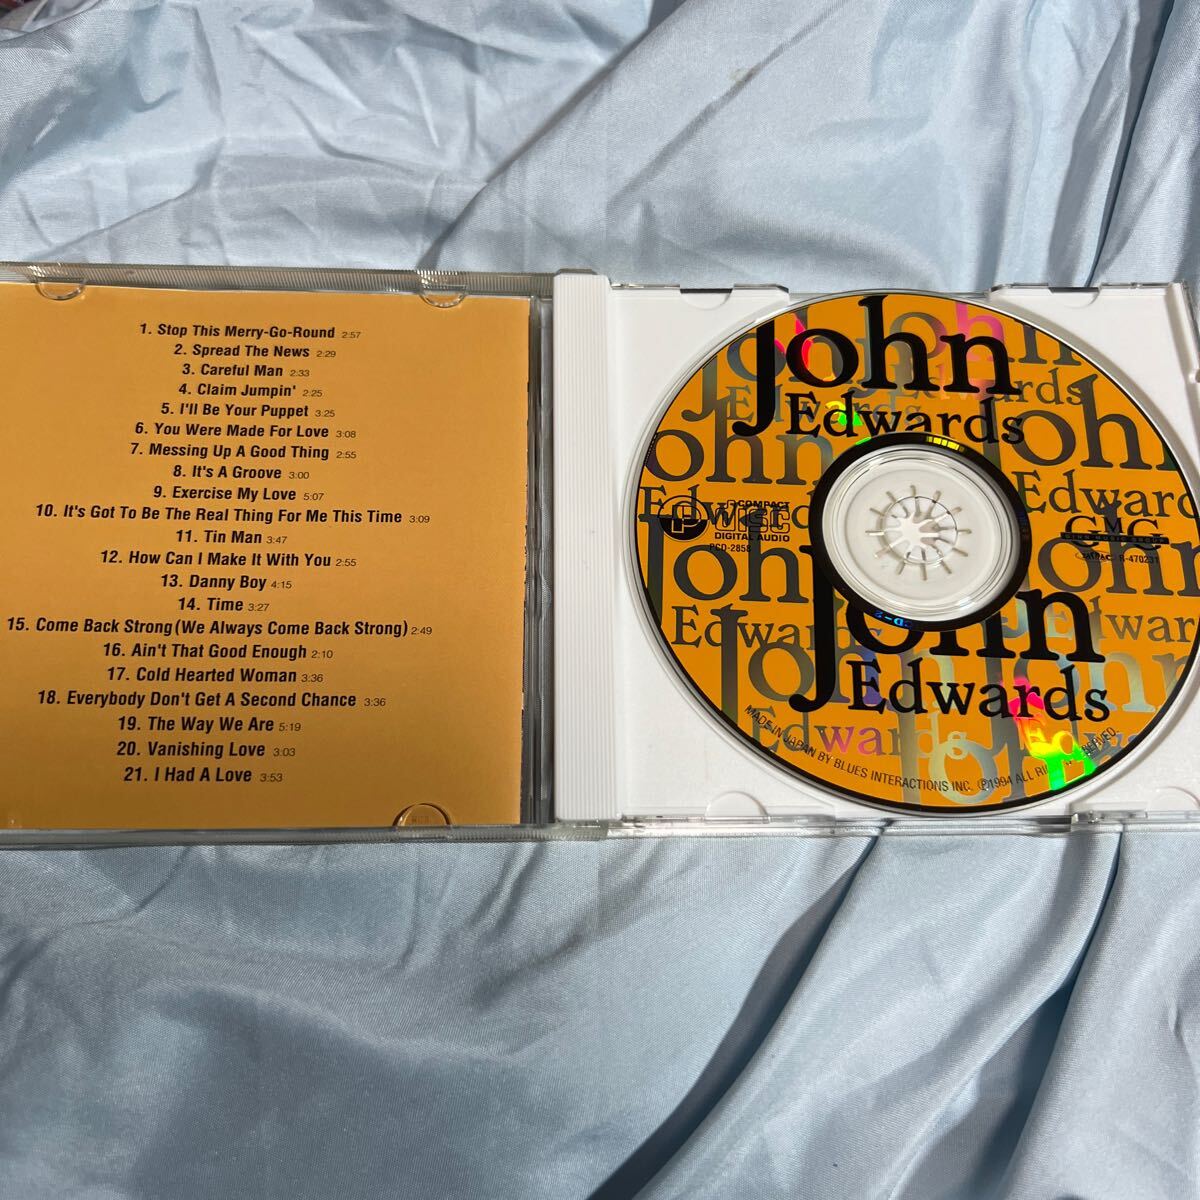 1. Stop This Merry-Go-Round 2:57
2. Spread The News 2:29
3. Careful Man 2:33
4. Claim Jumpin' 2:25
5. I'll Be Your Puppet 3:25
6. You Were Made For Love 3:08
7. Messing Up A Good Thing 2:55
8. It's A Groove 3:00
9. Exercise My Love 5:07
10. It's Got To Be The Real Thing For Me This Time 3:09
11. Tin Man 3:47
12. How Can I Make It With You 2:55
13. Danny Boy 4:15
14. Time 3:27
15. Come Back Strong (We Always Come Back Strong) 2:49
16. Ain't That Good Enough 2:10
17. Cold Hearted Woman 3:36
18. Everybody Don't Get A Second Chance 3:36
19. The Way We Are 5:19
20. Vanishing Love 3:03
21. I Had A Love 3:53
John
Edwards
P
COMPACT
disc
DIGITAL AUDIO
PCD-2858
GMG
R-470231
John
Edwards
MADE IN JAPAN BY BLUES INTERACTIONS INC. ℗1994 ALL